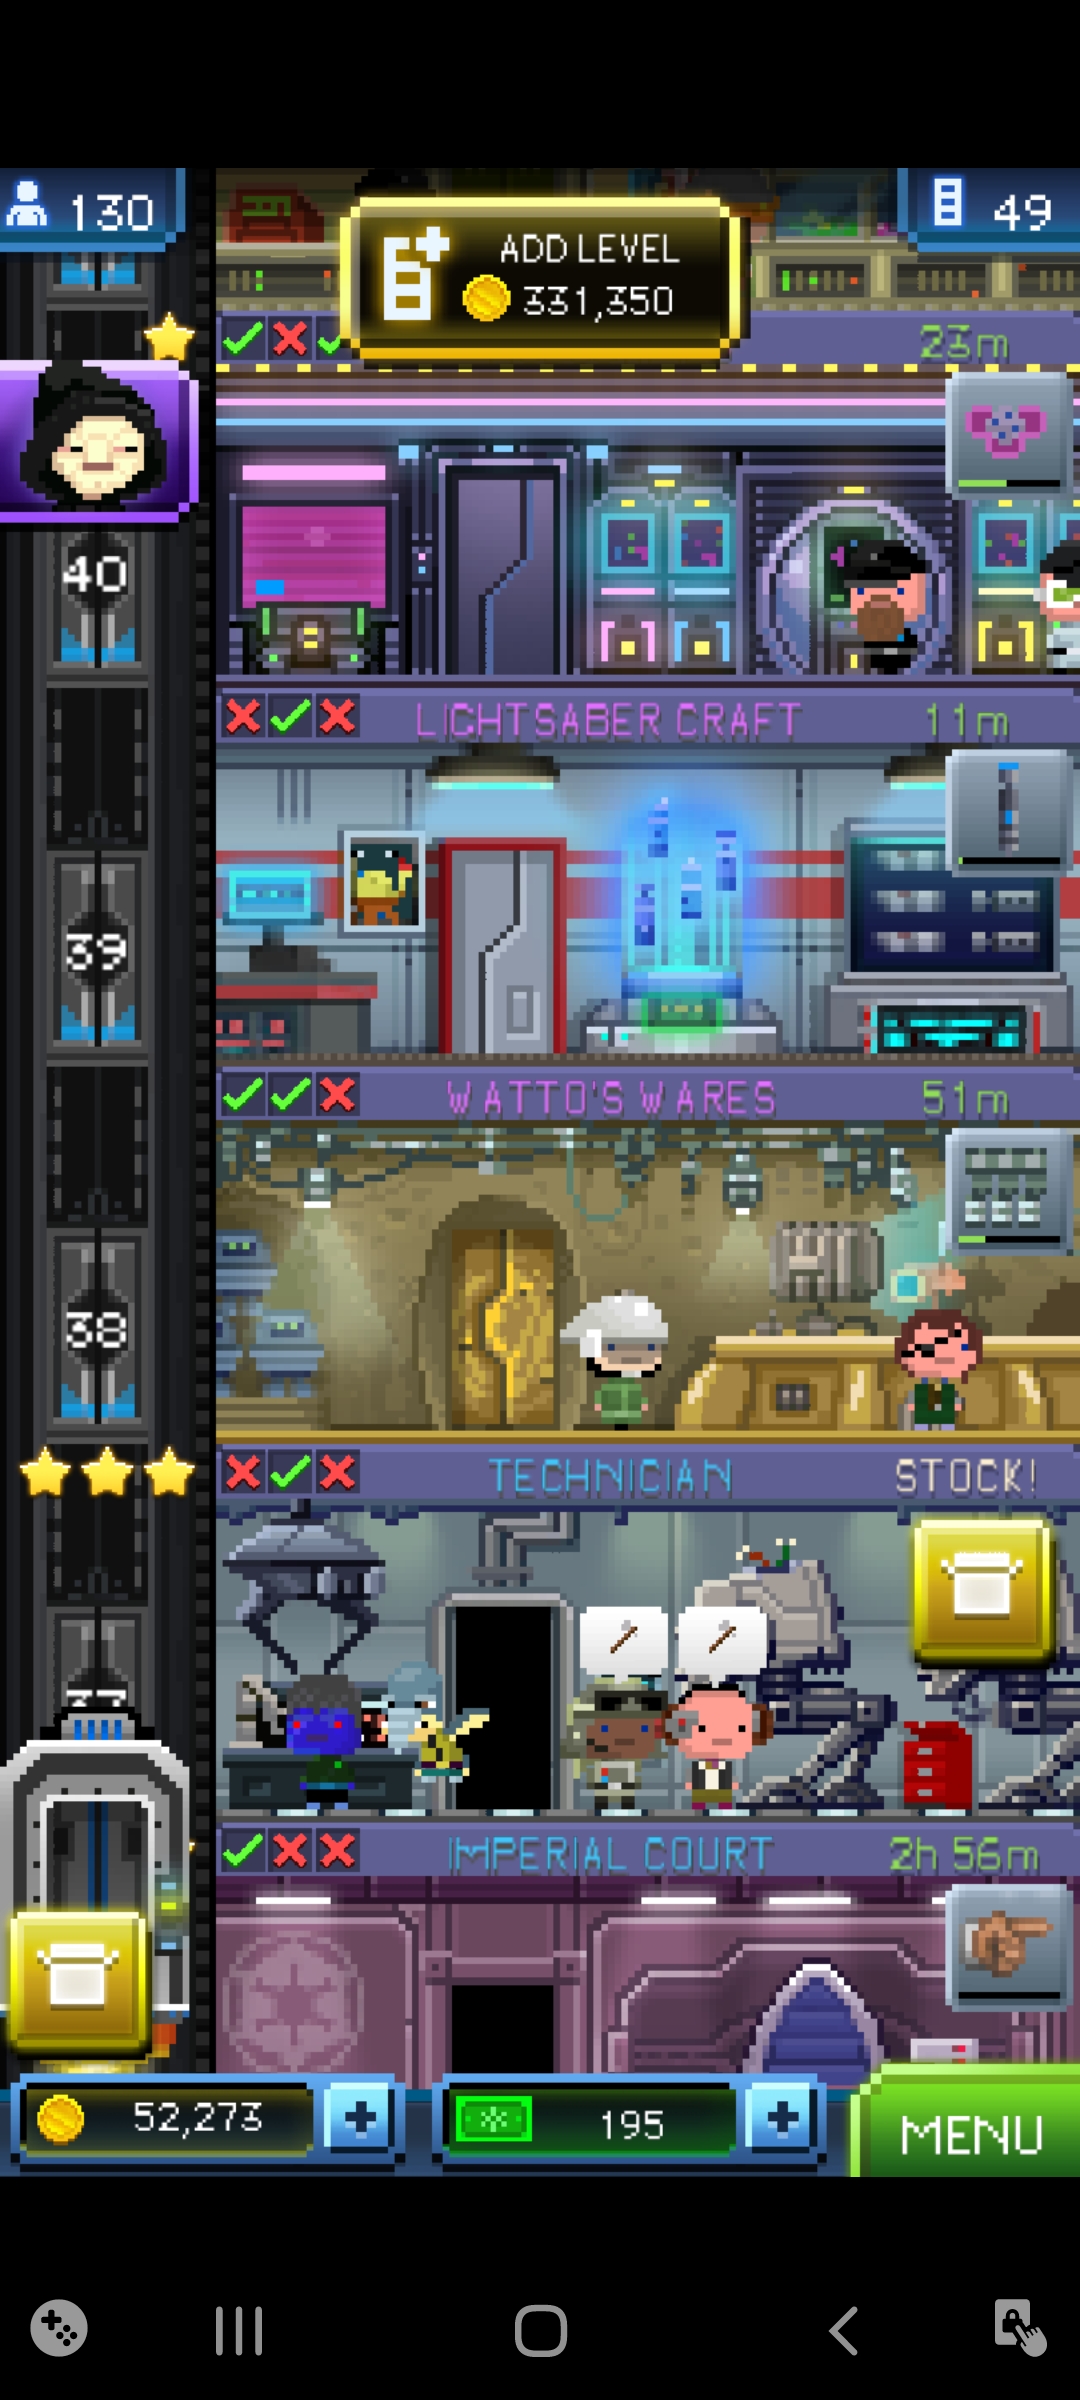 130
ADD LEVEL
331,350
49
23m
40
LIGHTSABER CRAFT
11m
39
WATTO'S WARES
51m
38
TECHNICIAN
STOCK!
37
IMPERIAL COURT
2h 56m
52,273
195
MENU